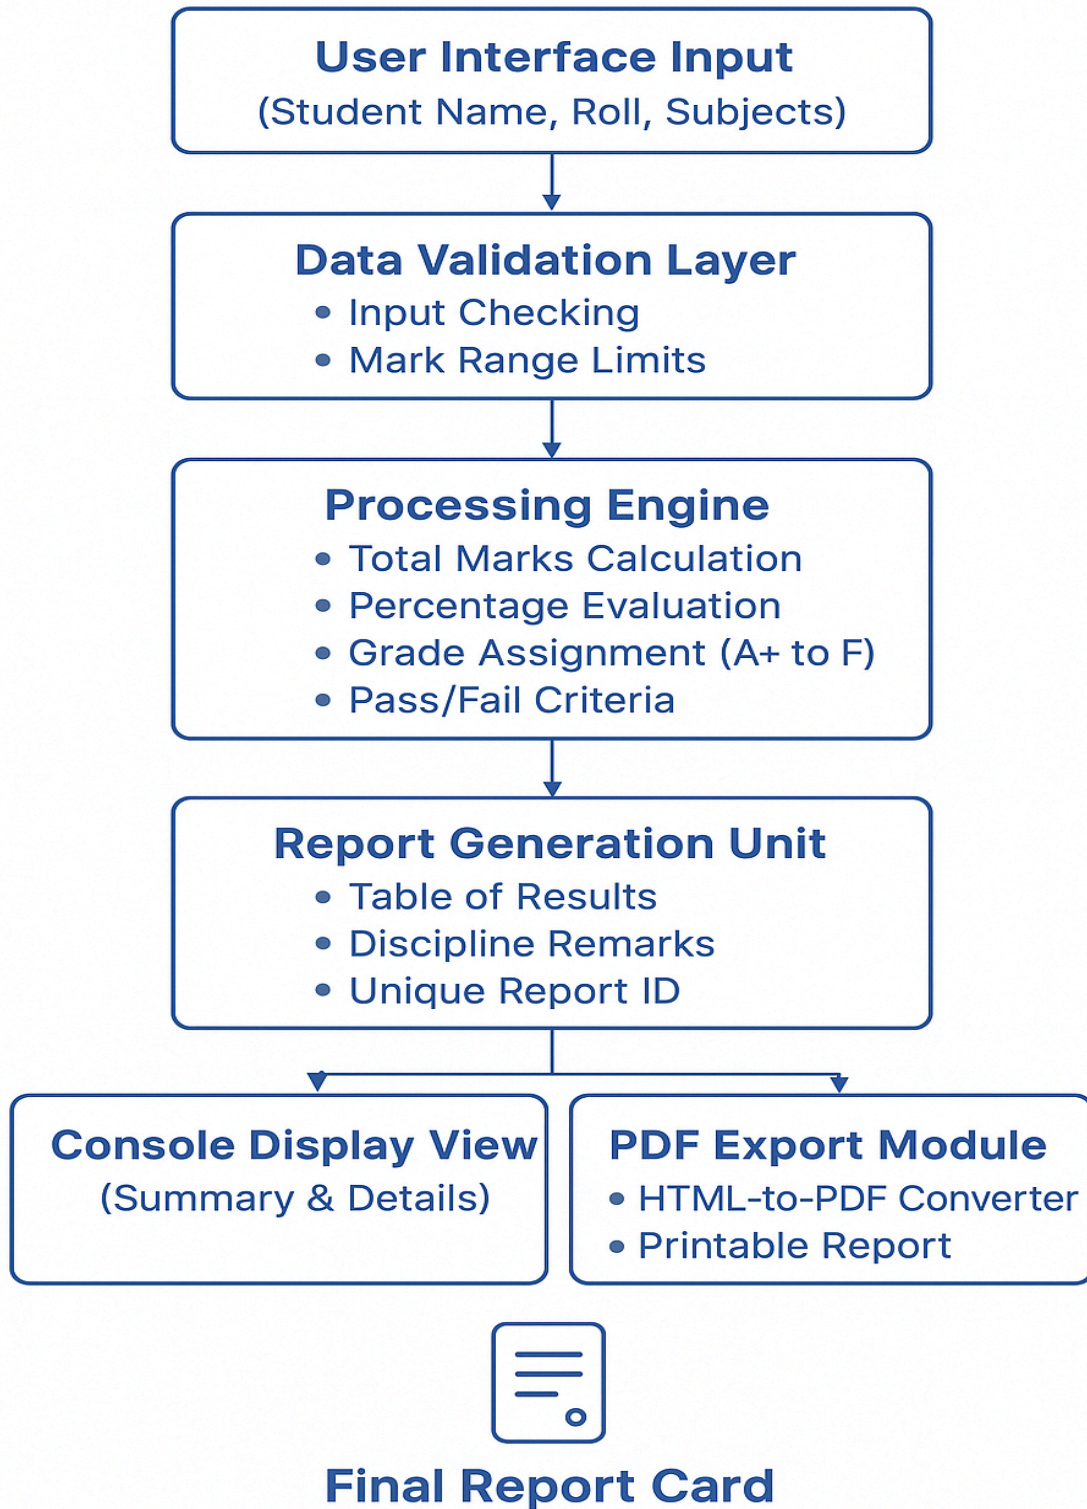 User Interface Input
(Student Name, Roll, Subjects)
Data Validation Layer
• Input Checking
• Mark Range Limits
Processing Engine
• Total Marks Calculation
• Percentage Evaluation
• Grade Assignment (A+ to F)
• Pass/Fail Criteria
Report Generation Unit
• Table of Results
• Discipline Remarks
• Unique Report ID
Console Display View
(Summary & Details)
PDF Export Module
• HTML-to-PDF Converter
• Printable Report
Final Report Card